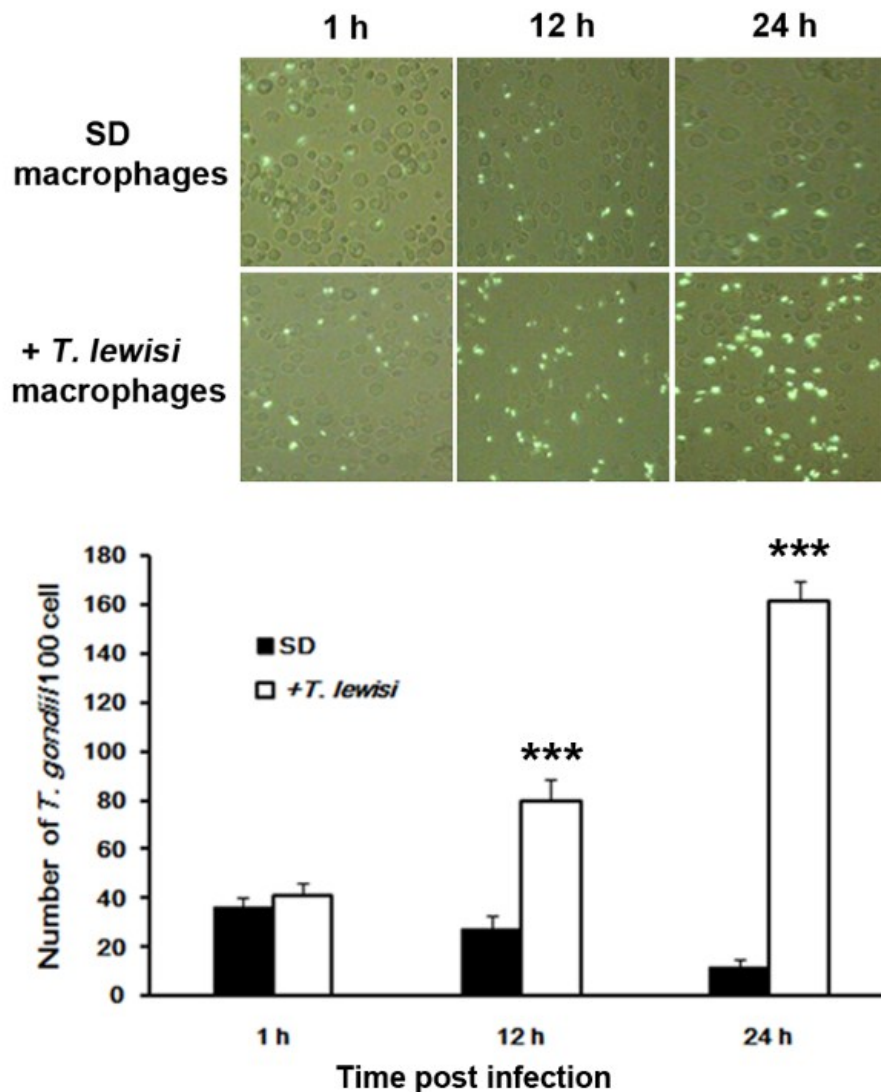 1 h 12 h 24 h
SD
macrophages
+ T. lewisi
macrophages
Number of T. gondii/100 cell
180
160
140
120
100
80
60
40
20
0
SD
+T. lewisi
***
***
1 h 12 h 24 h
Time post infection